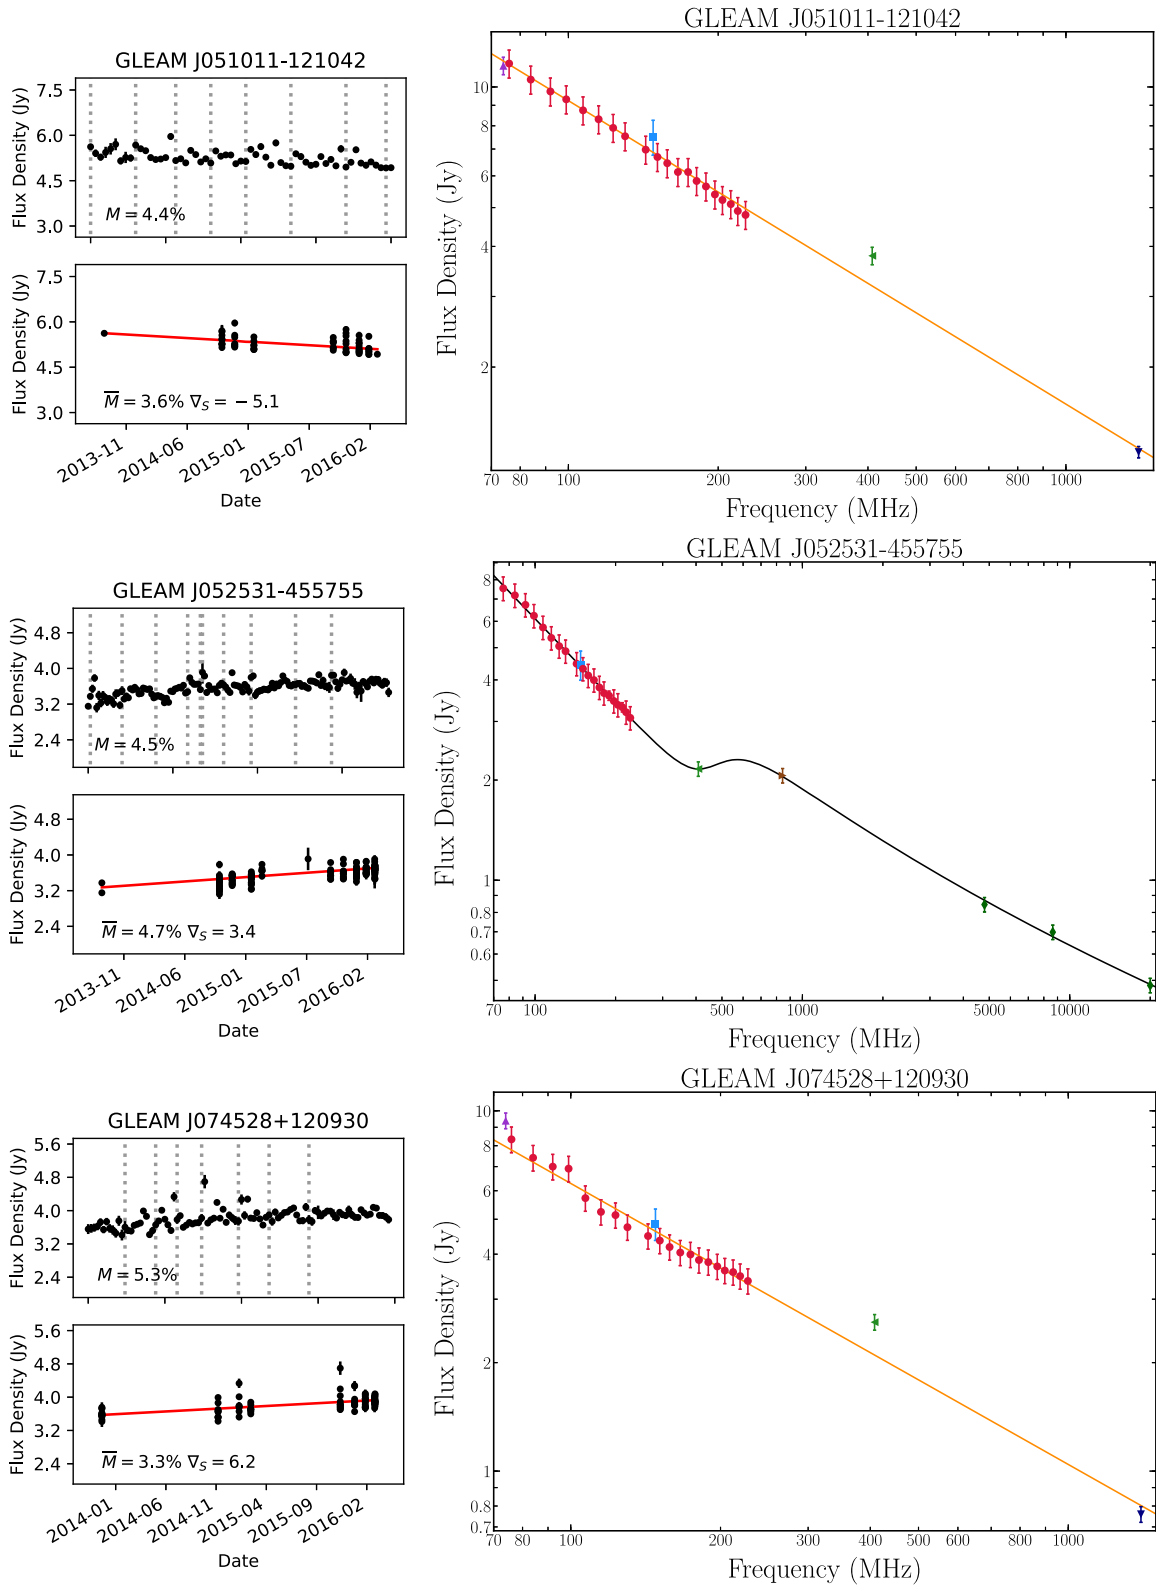 GLEAM J051011-121042
Flux Density (Jy)
7.5
6.0
4.5
3.0
M = 4.4%
Flux Density (Jy)
7.5
6.0
4.5
3.0
M = 3.6% ∇S = −5.1
2013-11 2014-06 2015-01 2015-07 2016-02
Date
GLEAM J051011-121042
Flux Density (Jy)
10
8
6
4
2
70 80 100 200 300 400 500 600 800 1000
Frequency (MHz)
GLEAM J052531-455755
Flux Density (Jy)
4.8
4.0
3.2
2.4
M = 4.5%
Flux Density (Jy)
4.8
4.0
3.2
2.4
M = 4.7% ∇S = 3.4
2013-11 2014-06 2015-01 2015-07 2016-02
Date
GLEAM J052531-455755
Flux Density (Jy)
8
6
4
2
1
0.8
0.7
0.6
70 100 500 1000 5000 10000
Frequency (MHz)
GLEAM J074528+120930
Flux Density (Jy)
5.6
4.8
4.0
3.2
2.4
M = 5.3%
Flux Density (Jy)
5.6
4.8
4.0
3.2
2.4
M = 3.3% ∇S = 6.2
2014-01 2014-06 2014-11 2015-04 2015-09 2016-02
Date
GLEAM J074528+120930
Flux Density (Jy)
10
8
6
4
2
1
0.8
0.7
70 80 100 200 300 400 500 600 800 1000
Frequency (MHz)